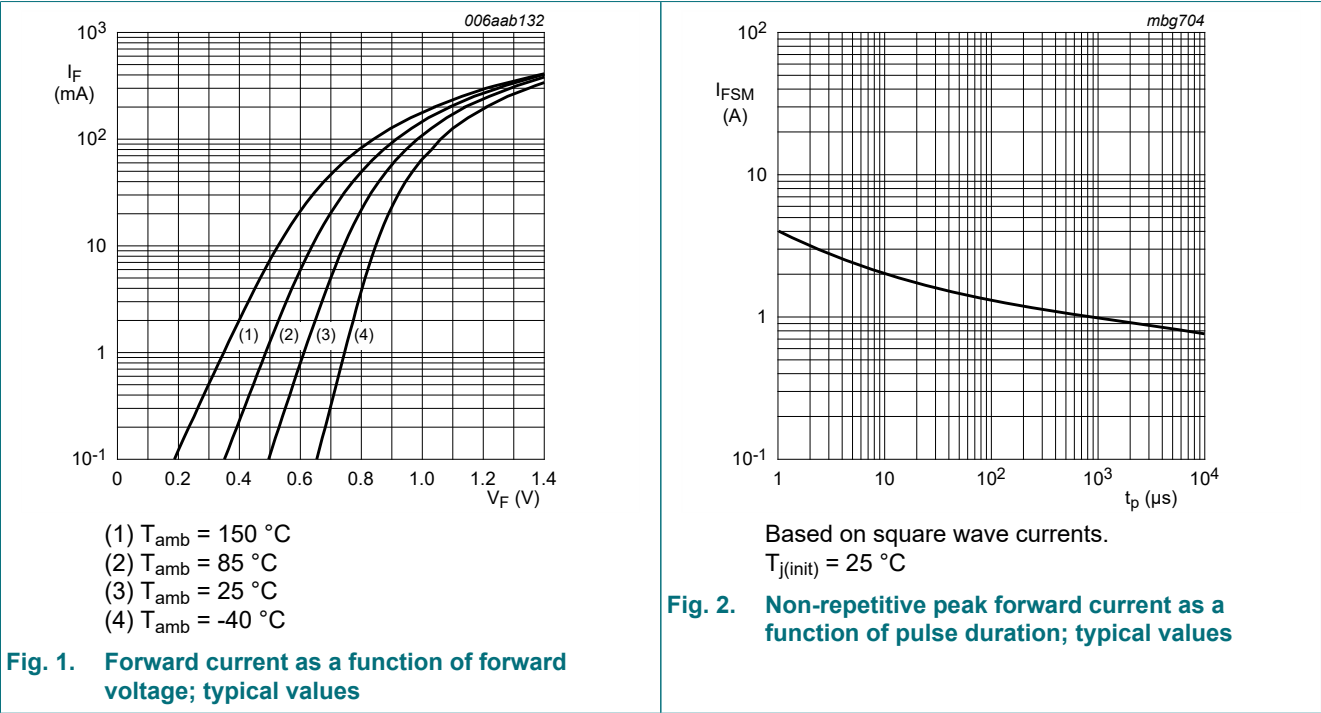 006aab132
10³
I_F
(mA)
10²
10
1
10⁻¹
(1)
(2)
(3)
(4)
0
0.2
0.4
0.6
0.8
1.0
1.2
1.4
V_F (V)
(1) T_amb = 150 °C
(2) T_amb = 85 °C
(3) T_amb = 25 °C
(4) T_amb = -40 °C
Fig. 1. Forward current as a function of forward
voltage; typical values
mbg704
10²
I_FSM
(A)
10
1
10⁻¹
1
10
10²
10³
10⁴
t_p (μs)
Based on square wave currents.
T_j(init) = 25 °C
Fig. 2. Non-repetitive peak forward current as a
function of pulse duration; typical values